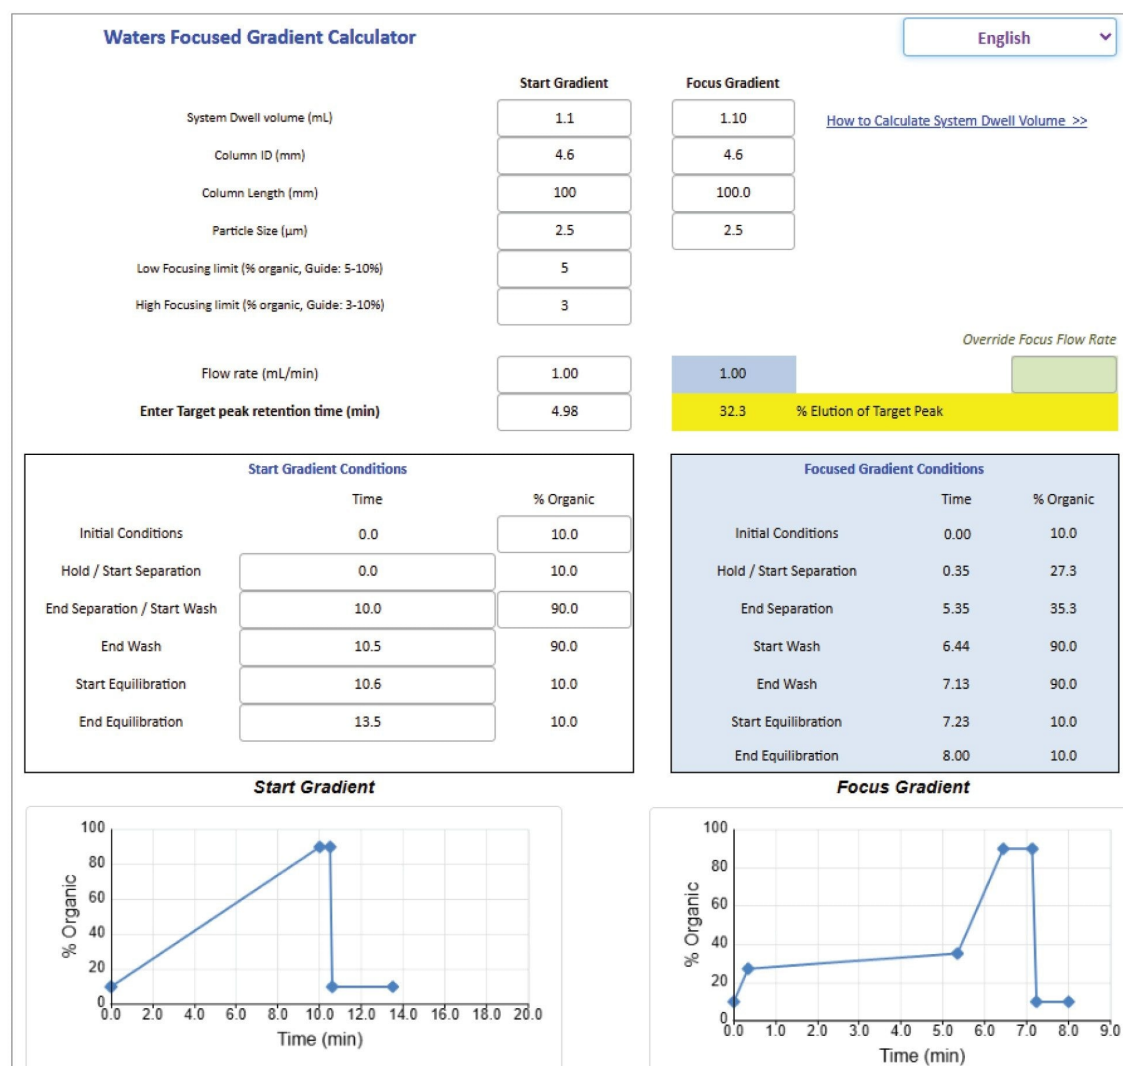 Waters Focused Gradient Calculator
English
Start Gradient Focus Gradient
System Dwell volume (mL) 1.1 1.10 How to Calculate System Dwell Volume >>
Column ID (mm) 4.6 4.6
Column Length (mm) 100 100.0
Particle Size (µm) 2.5 2.5
Low Focusing limit (% organic, Guide: 5-10%) 5
High Focusing limit (% organic, Guide: 3-10%) 3
Override Focus Flow Rate
Flow rate (mL/min) 1.00 1.00
Enter Target peak retention time (min) 4.98 32.3 % Elution of Target Peak
Start Gradient Conditions
Time % Organic
Initial Conditions 0.0 10.0
Hold / Start Separation 0.0 10.0
End Separation / Start Wash 10.0 90.0
End Wash 10.5 90.0
Start Equilibration 10.6 10.0
End Equilibration 13.5 10.0
Focused Gradient Conditions
Time % Organic
Initial Conditions 0.00 10.0
Hold / Start Separation 0.35 27.3
End Separation 5.35 35.3
Start Wash 6.44 90.0
End Wash 7.13 90.0
Start Equilibration 7.23 10.0
End Equilibration 8.00 10.0
Start Gradient
% Organic
100
80
60
40
20
0
0.0 2.0 4.0 6.0 8.0 10.0 12.0 14.0 16.0 18.0 20.0
Time (min)
Focus Gradient
% Organic
100
80
60
40
20
0
0.0 1.0 2.0 3.0 4.0 5.0 6.0 7.0 8.0 9.0
Time (min)